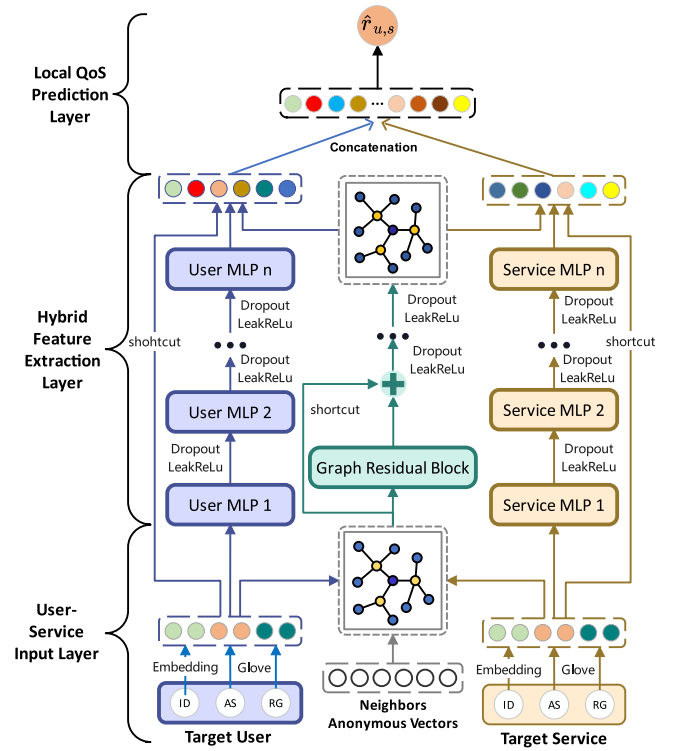 r̂ u,s
Local QoS
Prediction
Layer
...
Concatenation
User MLP n
Service MLP n
Dropout
LeakReLu
Dropout
LeakReLu
Dropout
LeakReLu
Hybrid
Feature
Extraction
Layer
shohtcut
shortcut
Dropout
LeakReLu
Dropout
LeakReLu
Dropout
LeakReLu
User MLP 2
shortcut
Service MLP 2
Dropout
LeakReLu
Dropout
LeakReLu
Graph Residual Block
User MLP 1
Service MLP 1
User-
Service
Input Layer
Embedding
Glove
Embedding
Glove
ID
AS
RG
ID
AS
RG
Neighbors
Anonymous Vectors
Target User
Target Service